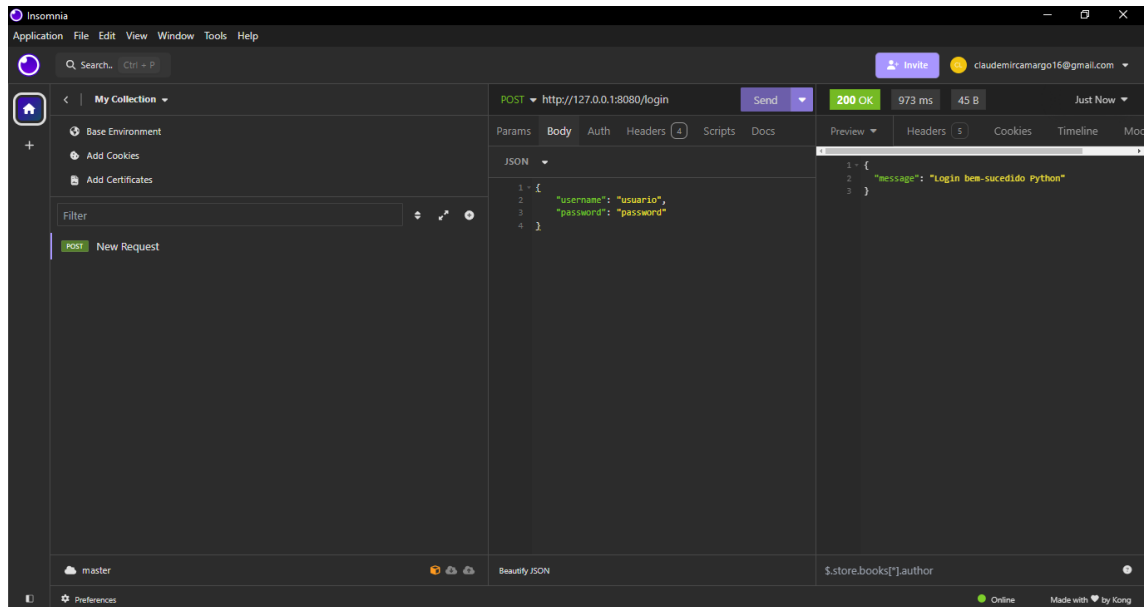 Insomnia
Application File Edit View Window Tools Help
Search.. Ctrl + P
Invite
claudemircamargo16@gmail.com
My Collection
Base Environment
Add Cookies
Add Certificates
Filter
POST New Request
master
Preferences
POST http://127.0.0.1:8080/login Send
Params Body Auth Headers 4 Scripts Docs
JSON
1 {
2 "username": "usuario",
3 "password": "password"
4 }
Beautify JSON
200 OK 973 ms 45 B Just Now
Preview Headers 5 Cookies Timeline Moc
1 {
2 "message": "Login bem-sucedido Python"
3 }
$.store.books[*].author
Online Made with ♥ by Kong